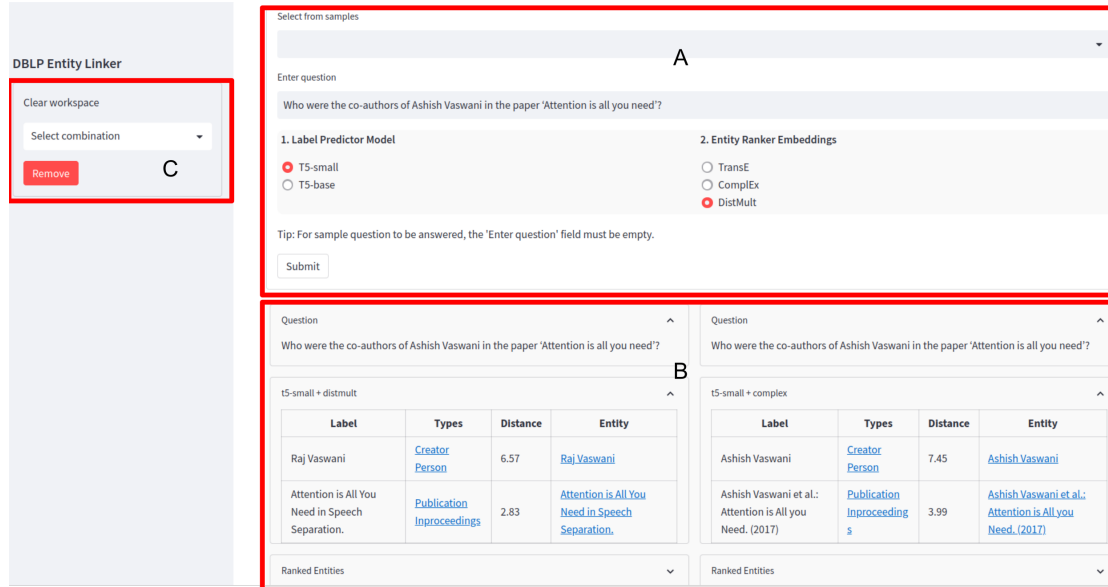 DBLP Entity Linker
Clear workspace
Select combination
Remove
C
Select from samples
A
Enter question
Who were the co-authors of Ashish Vaswani in the paper ‘Attention is all you need’?
1. Label Predictor Model
T5-small
T5-base
2. Entity Ranker Embeddings
TransE
ComplEx
DistMult
Tip: For sample question to be answered, the 'Enter question' field must be empty.
Submit
B
Question
Who were the co-authors of Ashish Vaswani in the paper ‘Attention is all you need’?
t5-small + distmult
Label Types Distance Entity
Raj Vaswani Creator 6.57 Raj Vaswani
Person
Attention is All You Publication 2.83 Attention is All You
Need in Speech Inproceedings Need in Speech
Separation. Separation.
Ranked Entities
Question
Who were the co-authors of Ashish Vaswani in the paper ‘Attention is all you need’?
t5-small + complex
Label Types Distance Entity
Ashish Vaswani Creator 7.45 Ashish Vaswani
Person
Ashish Vaswani et al.: Publication 3.99 Ashish Vaswani et al.:
Attention is All you Inproceeding Attention is All you
Need. (2017) s Need. (2017)
Ranked Entities